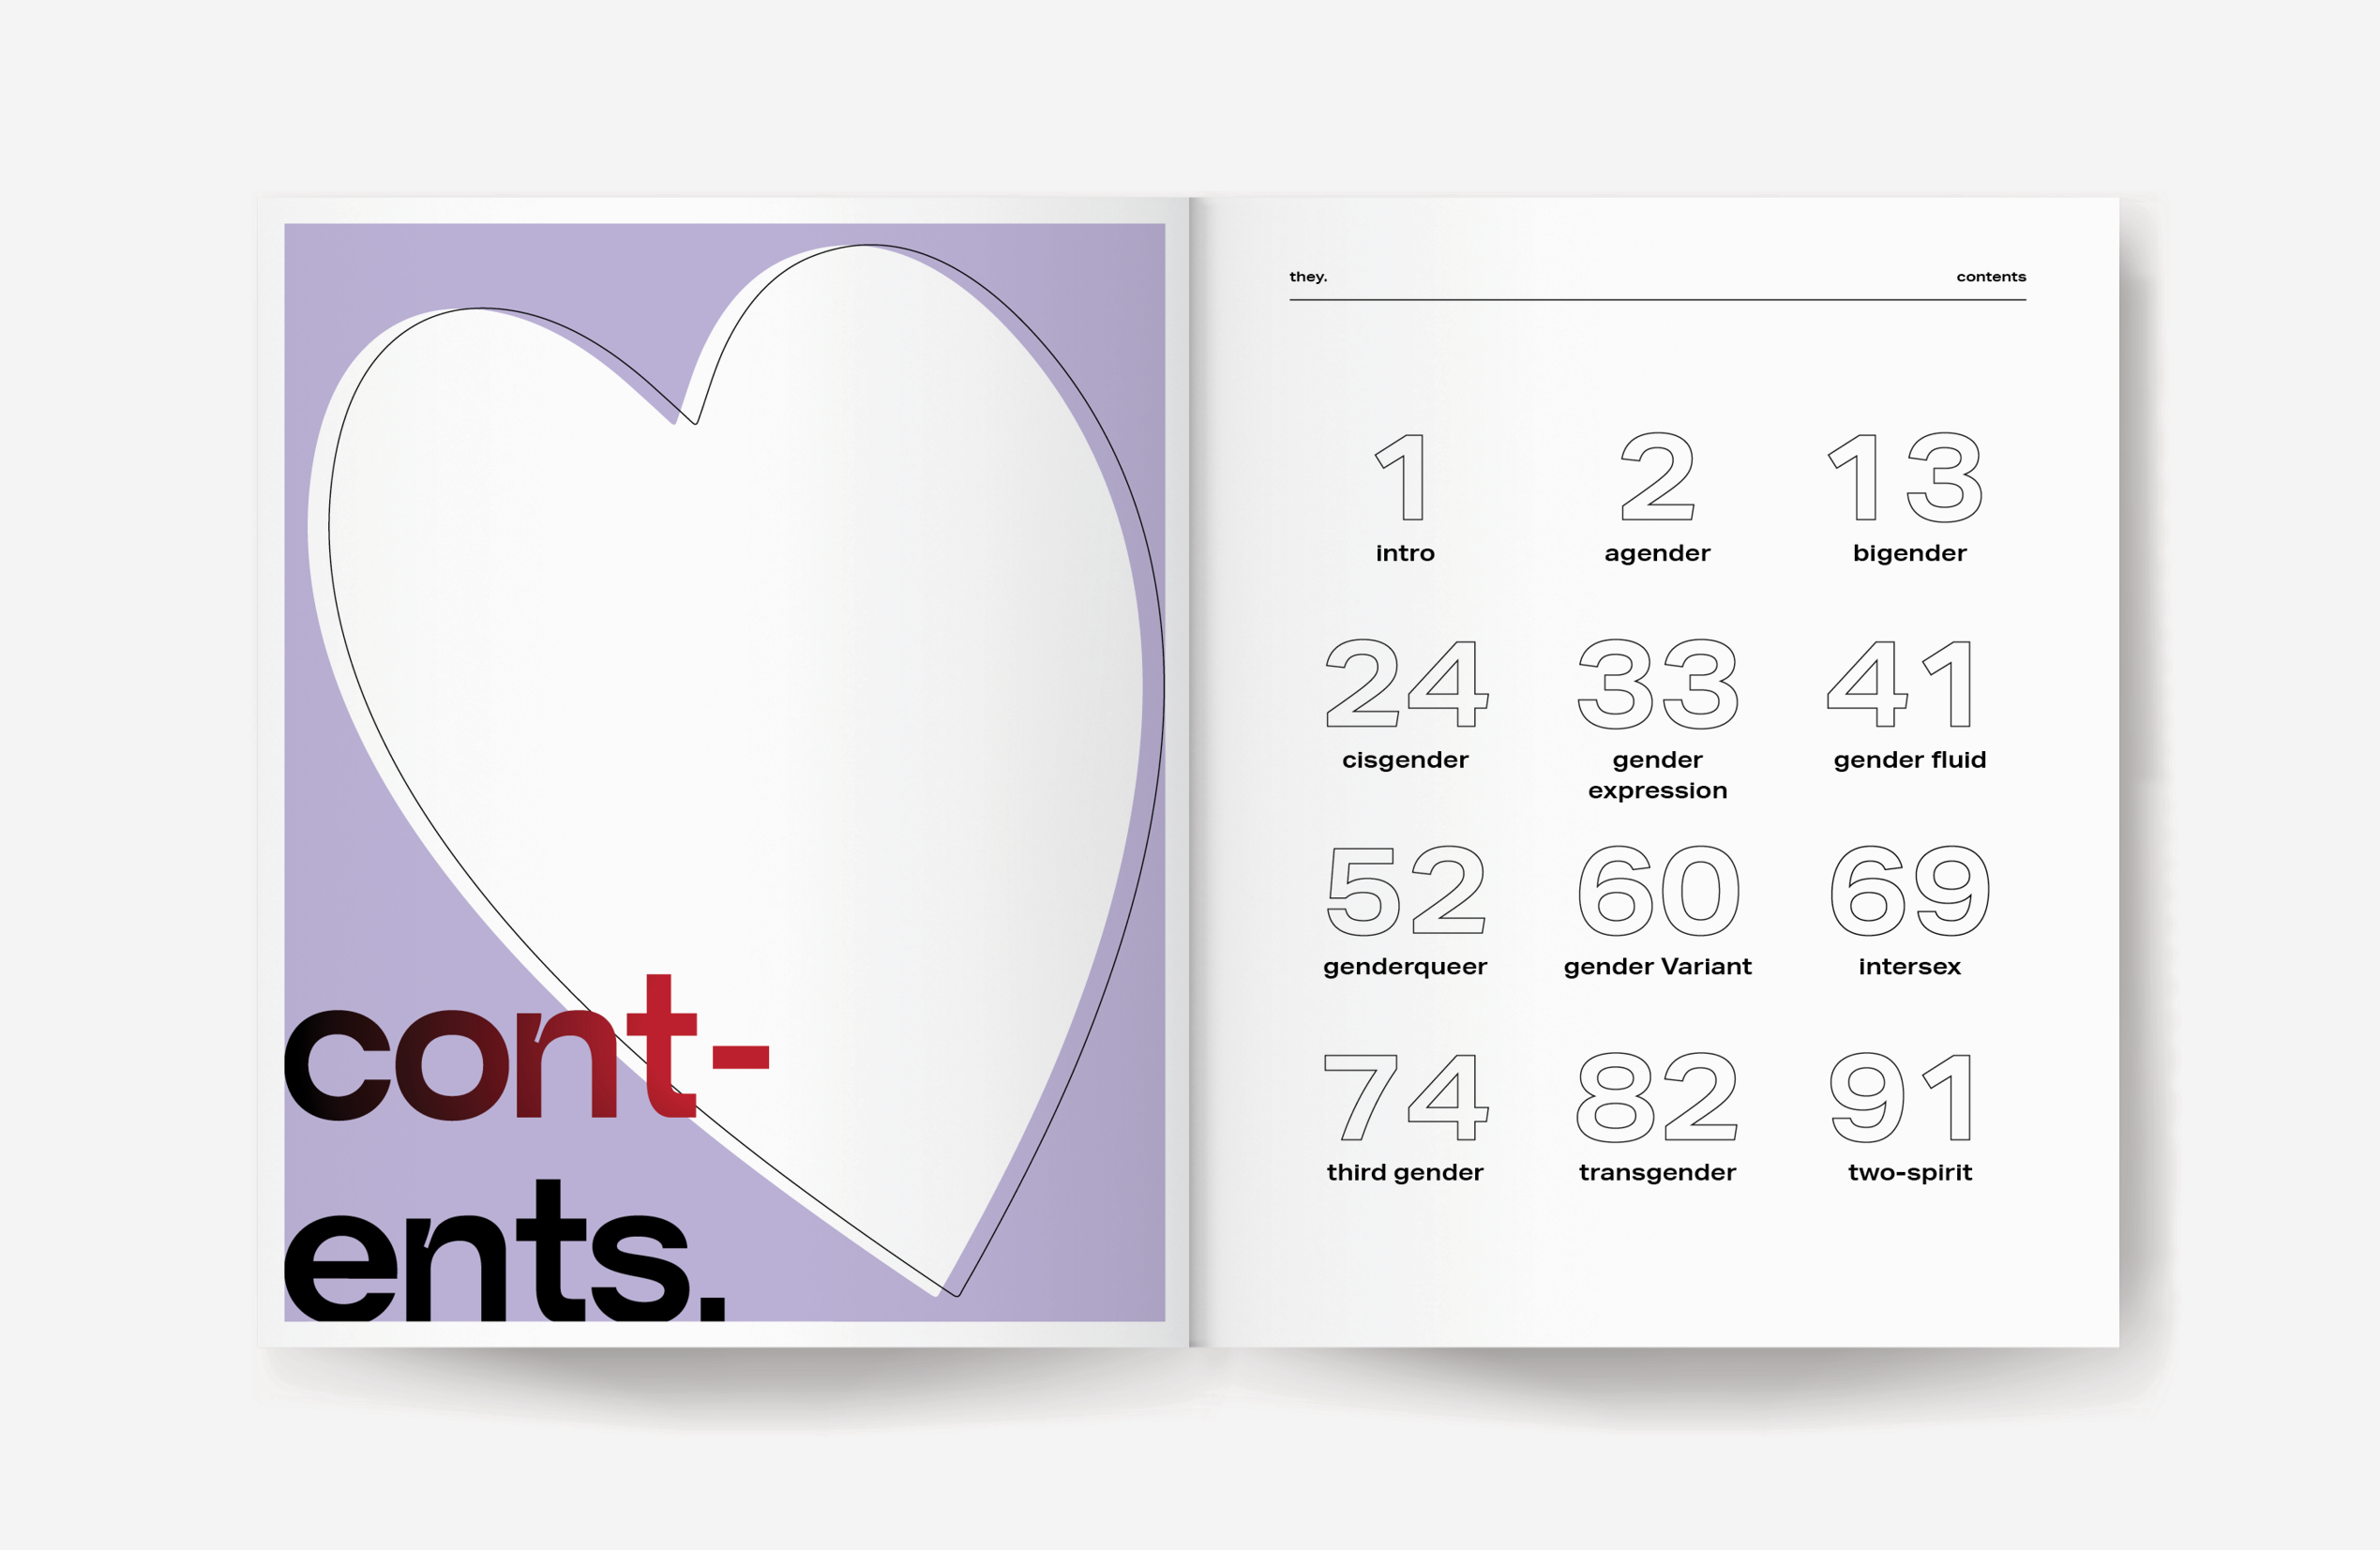 cont-
ents.
they.
contents
1
2
13
intro
agender
bigender
24
33
41
cisgender
gender
expression
gender fluid
52
60
69
genderqueer
gender Variant
intersex
74
82
91
third gender
transgender
two-spirit